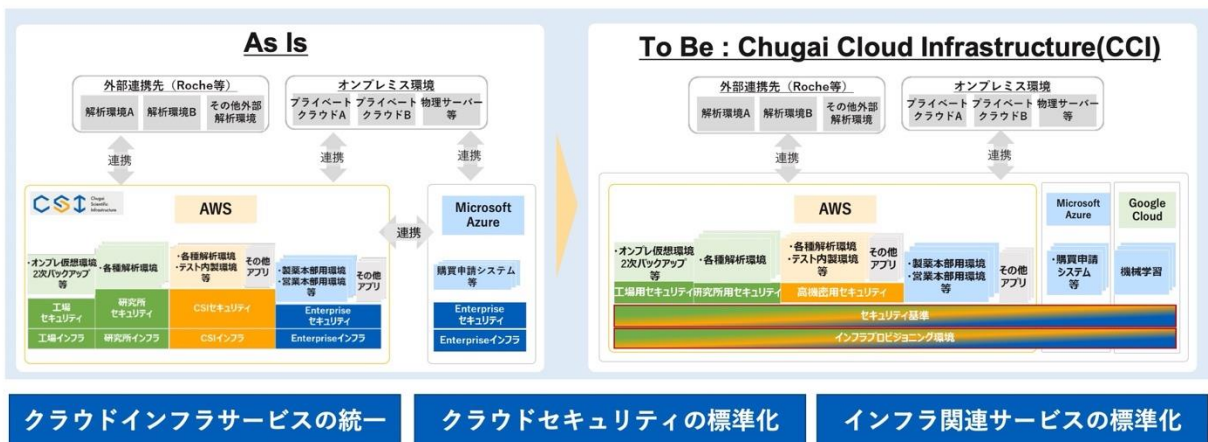 As Is
外部連携先(Roche等)
解析環境A
解析環境B
その他外部
解析環境
オンプレミス環境
プライベート
クラウドA
プライベート
クラウドB
物理サーバー
等
連携
連携
連携
CSI
Chugai
Scientific
Infrastructure
AWS
連携
Microsoft
Azure
・オンプレ仮想環境
2次バックアップ
等
・各種解析環境
・各種解析環境
・テスト内製環境
等
その他
アプリ
・製薬本部用環境
・営業本部用環境
等
その他
アプリ
購買申請システム
等
工場
セキュリティ
研究所
セキュリティ
CSIセキュリティ
Enterprise
セキュリティ
Enterprise
セキュリティ
工場インフラ
研究所インフラ
CSIインフラ
Enterpriseインフラ
Enterpriseインフラ
To Be : Chugai Cloud Infrastructure(CCI)
外部連携先(Roche等)
解析環境A
解析環境B
その他外部
解析環境
オンプレミス環境
プライベート
クラウドA
プライベート
クラウドB
物理サーバー
等
連携
連携
AWS
Microsoft
Azure
Google
Cloud
・オンプレ仮想環境
2次バックアップ
等
・各種解析環境
・各種解析環境
・テスト内製環境
等
その他
アプリ
・製薬本部用環境
・営業本部用環境
等
その他
アプリ
・購買申請
システム
等
機械学習
工場用セキュリティ
研究所用セキュリティ
高機密用セキュリティ
セキュリティ基準
インフラプロビジョニング環境
クラウドインフラサービスの統一
クラウドセキュリティの標準化
インフラ関連サービスの標準化